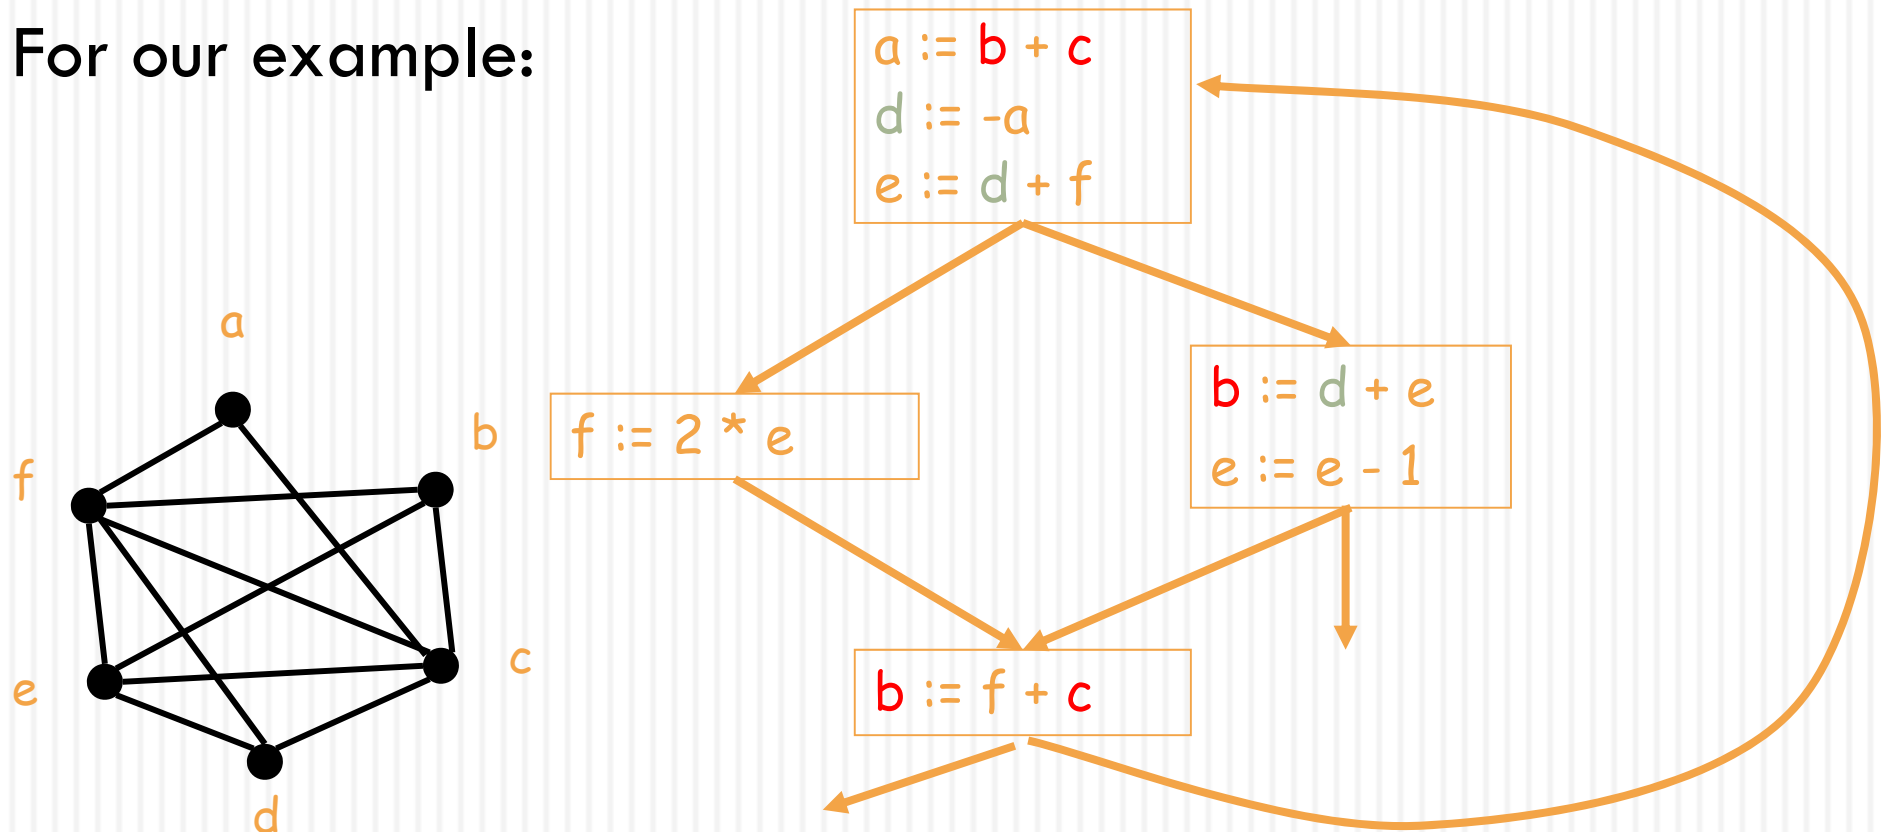 For our example:
a := b + c
d := -a
e := d + f
a
b
f
c
e
d
f := 2 * e
b := d + e
e := e - 1
b := f + c